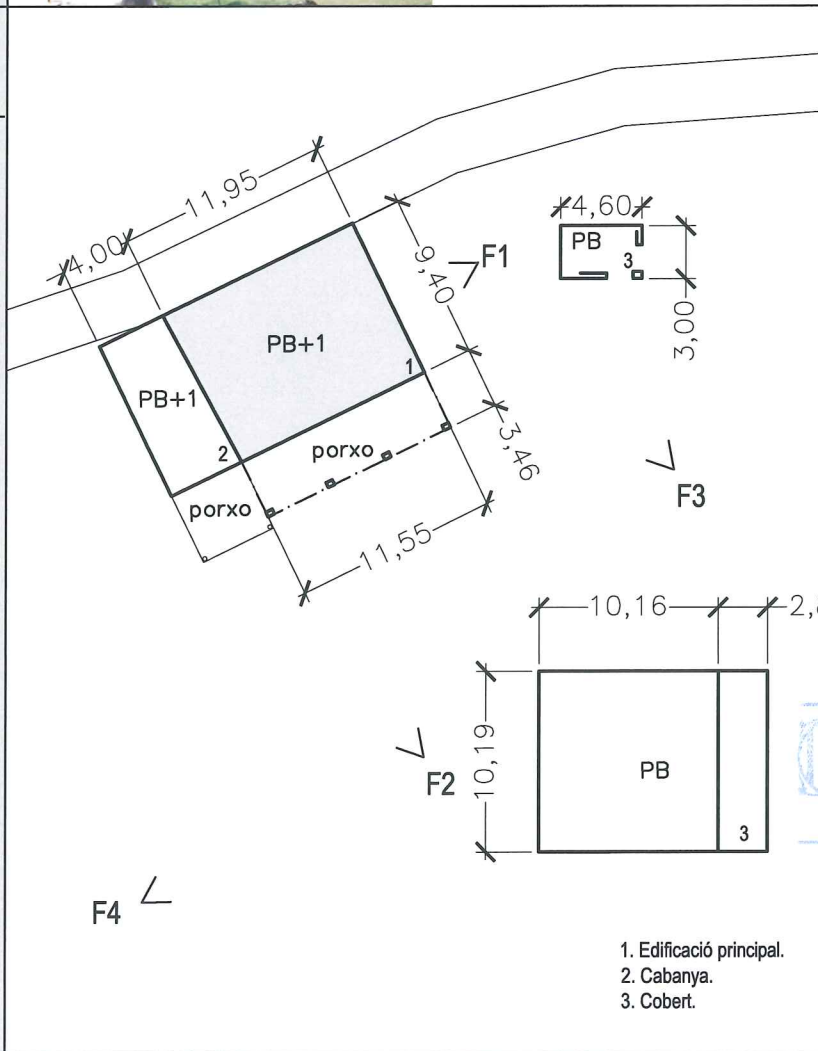 11,95
4,00
4,60
PB
3
F1
9,40
3,00
PB+1
1
PB+1
2
porxo
3,46
porxo
F3
11,55
10,16
10,19
F2
PB
3
F4
1. Edificació principal.
2. Cabanya.
3. Cobert.